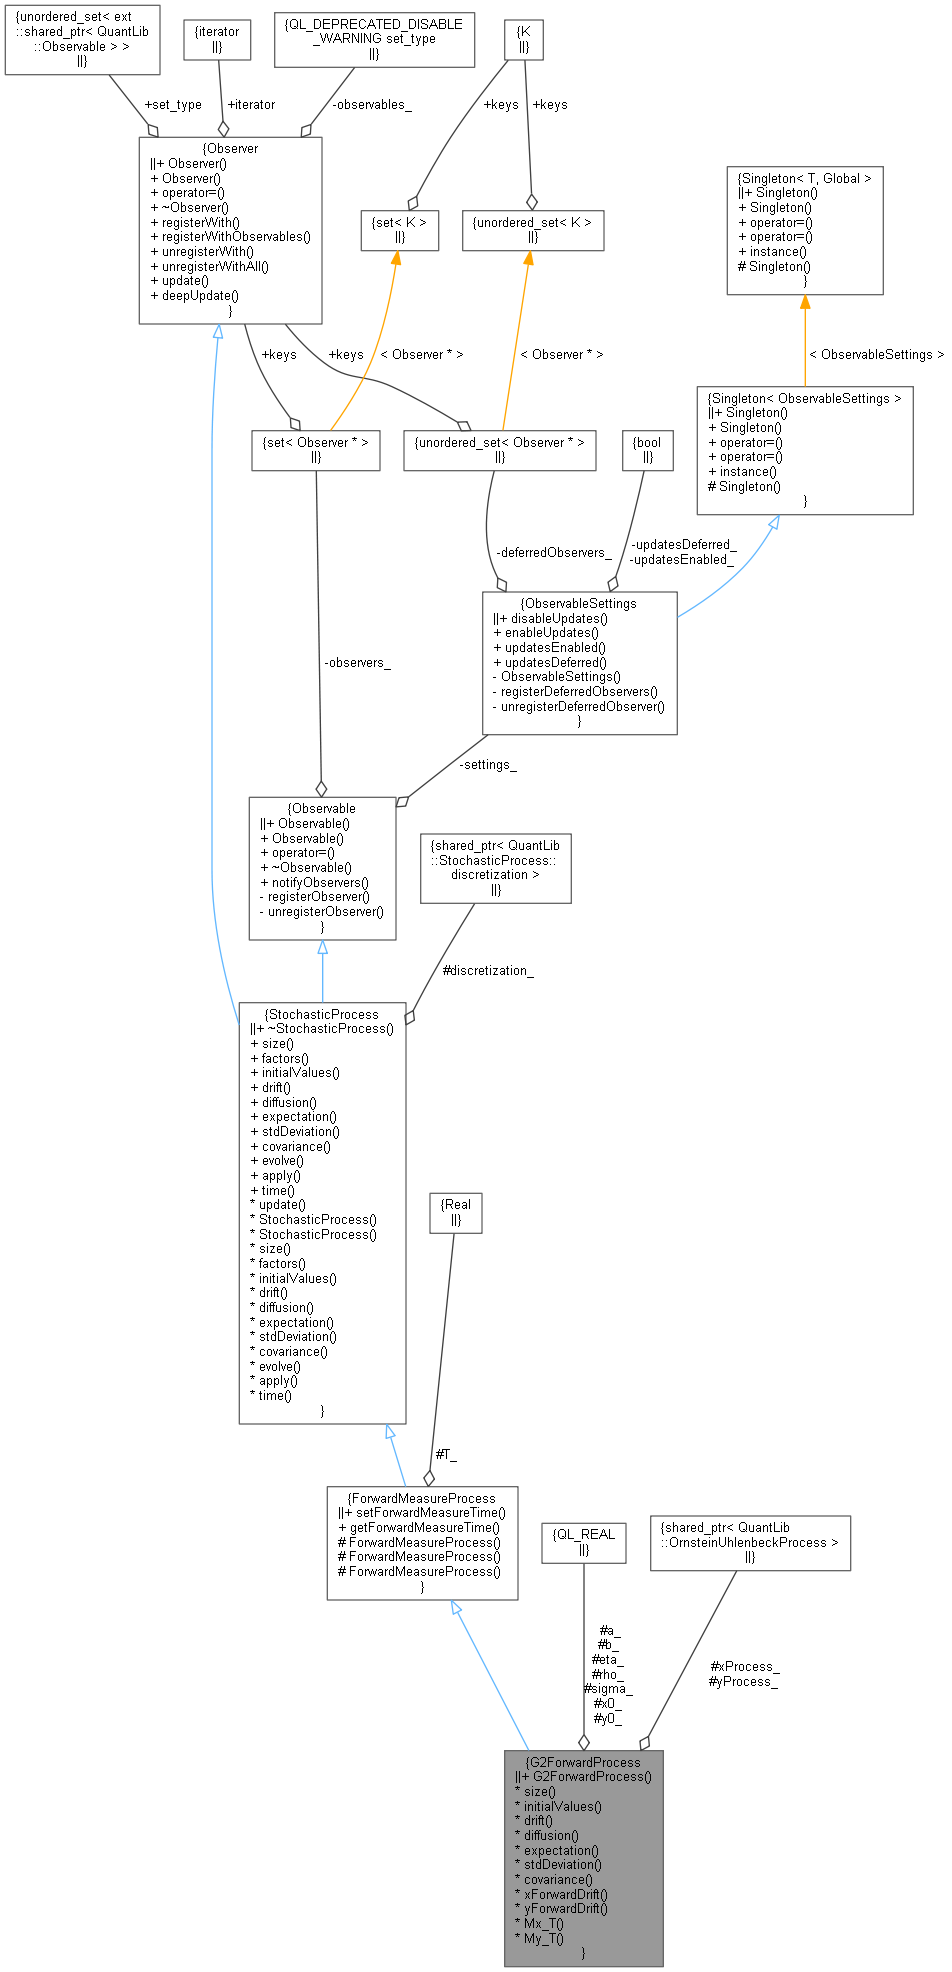 {unordered_set< ext
::shared_ptr< QuantLib
::Observable > >
||}
{iterator
||}
{QL_DEPRECATED_DISABLE
_WARNING set_type
||}
{K
||}
+set_type
+iterator
-observables_
+keys
+keys
{Observer
||+ Observer()
+ Observer()
+ operator=()
+ ~Observer()
+ registerWith()
+ registerWithObservables()
+ unregisterWith()
+ unregisterWithAll()
+ update()
+ deepUpdate()
}
{set< K >
||}
{unordered_set< K >
||}
{Singleton< T, Global >
||+ Singleton()
+ Singleton()
+ operator=()
+ operator=()
+ instance()
# Singleton()
}
+keys
+keys
< Observer * >
< Observer * >
< ObservableSettings >
{set< Observer * >
||}
{unordered_set< Observer * >
||}
{bool
||}
{Singleton< ObservableSettings >
||+ Singleton()
+ Singleton()
+ operator=()
+ operator=()
+ instance()
# Singleton()
}
-deferredObservers_
-updatesDeferred_
-updatesEnabled_
{ObservableSettings
||+ disableUpdates()
+ enableUpdates()
+ updatesEnabled()
+ updatesDeferred()
- ObservableSettings()
- registerDeferredObservers()
- unregisterDeferredObserver()
}
-observers_
-settings_
{Observable
||+ Observable()
+ Observable()
+ operator=()
+ ~Observable()
+ notifyObservers()
- registerObserver()
- unregisterObserver()
}
{shared_ptr< QuantLib
::StochasticProcess::
discretization >
||}
#discretization_
{StochasticProcess
||+ ~StochasticProcess()
+ size()
+ factors()
+ initialValues()
+ drift()
+ diffusion()
+ expectation()
+ stdDeviation()
+ covariance()
+ evolve()
+ apply()
+ time()
* update()
* StochasticProcess()
* StochasticProcess()
* size()
* factors()
* initialValues()
* drift()
* diffusion()
* expectation()
* stdDeviation()
* covariance()
* evolve()
* apply()
* time()
}
{Real
||}
#T_
{ForwardMeasureProcess
||+ setForwardMeasureTime()
+ getForwardMeasureTime()
# ForwardMeasureProcess()
# ForwardMeasureProcess()
# ForwardMeasureProcess()
}
{QL_REAL
||}
{shared_ptr< QuantLib
::OrnsteinUhlenbeckProcess >
||}
#a_
#b_
#eta_
#rho_
#sigma_
#x0_
#y0_
#xProcess_
#yProcess_
{G2ForwardProcess
||+ G2ForwardProcess()
* size()
* initialValues()
* drift()
* diffusion()
* expectation()
* stdDeviation()
* covariance()
* xForwardDrift()
* yForwardDrift()
* Mx_T()
* My_T()
}